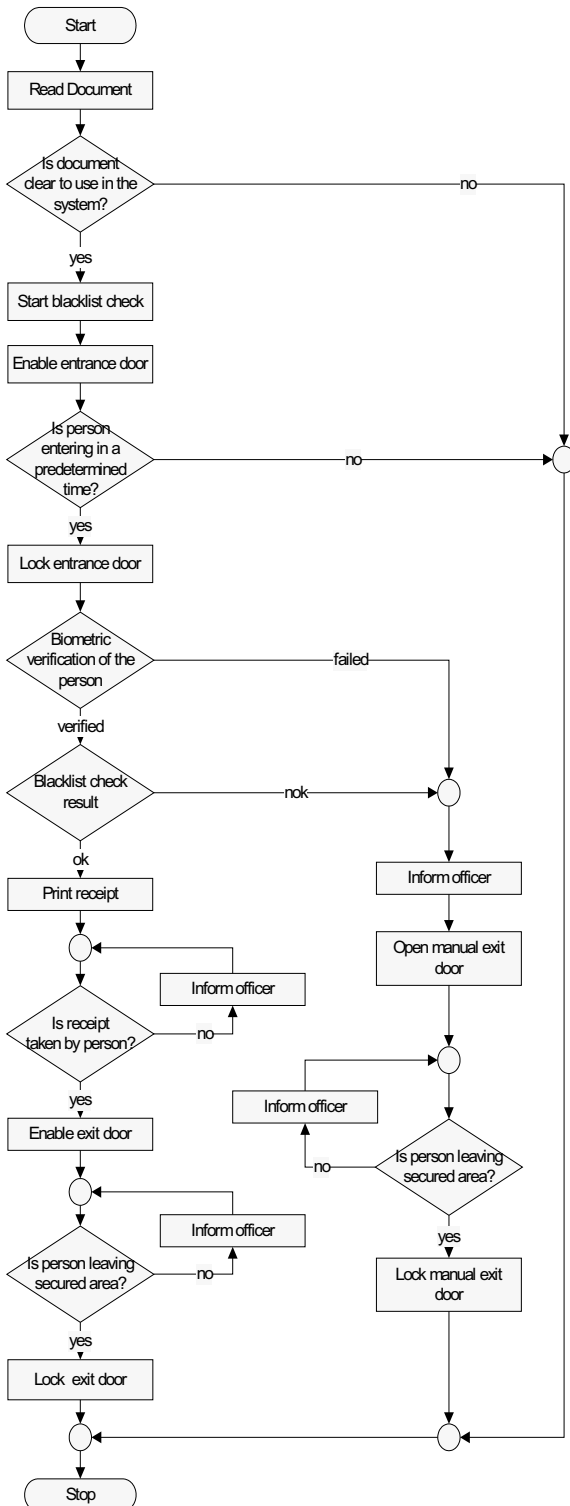 Start
Read Document
Is document
clear to use in the
system?
no
yes
Start blacklist check
Enable entrance door
Is person
entering in a
predetermined
time?
no
yes
Lock entrance door
Biometric
verification of the
person
failed
verified
Blacklist check
result
nok
ok
Print receipt
Inform officer
Open manual exit
door
Inform officer
Is receipt
taken by person?
no
yes
Enable exit door
Inform officer
Is person leaving
secured area?
no
yes
Lock manual exit
door
Inform officer
Is person leaving
secured area?
no
yes
Lock exit door
Stop